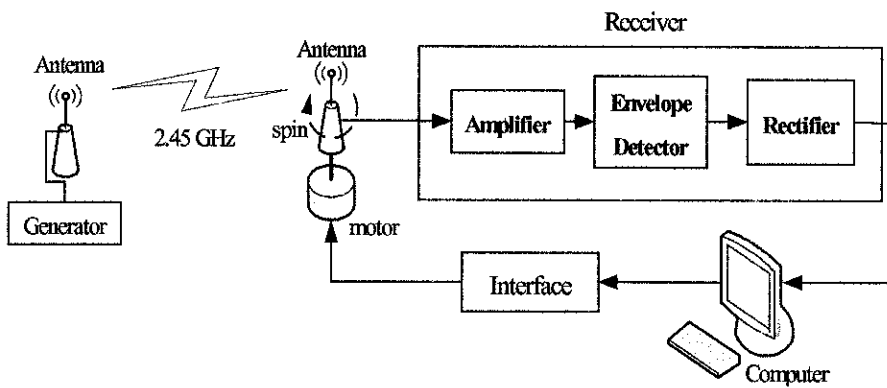 Receiver
Antenna
Antenna
2.45 GHz
spin
Amplifier
Envelope
Detector
Rectifier
Generator
motor
Interface
Computer